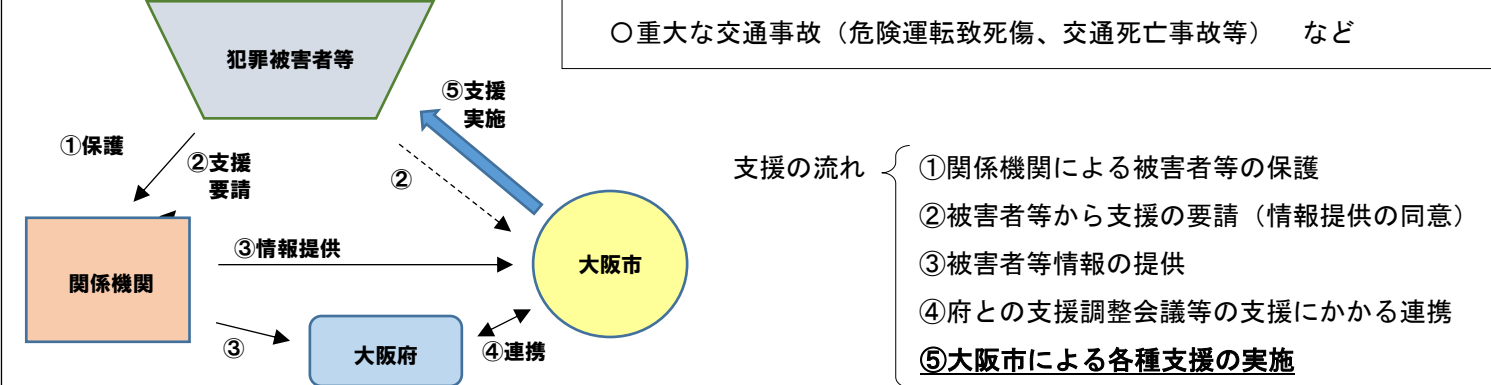 〇重大な交通事故（危険運転致死傷、交通死亡事故等）　など
犯罪被害者等
⑤支援
実施
①保護
②支援
要請
②
③情報提供
関係機関
大阪市
③
大阪府
④連携
支援の流れ
①関係機関による被害者等の保護
②被害者等から支援の要請（情報提供の同意）
③被害者等情報の提供
④府との支援調整会議等の支援にかかる連携
⑤大阪市による各種支援の実施